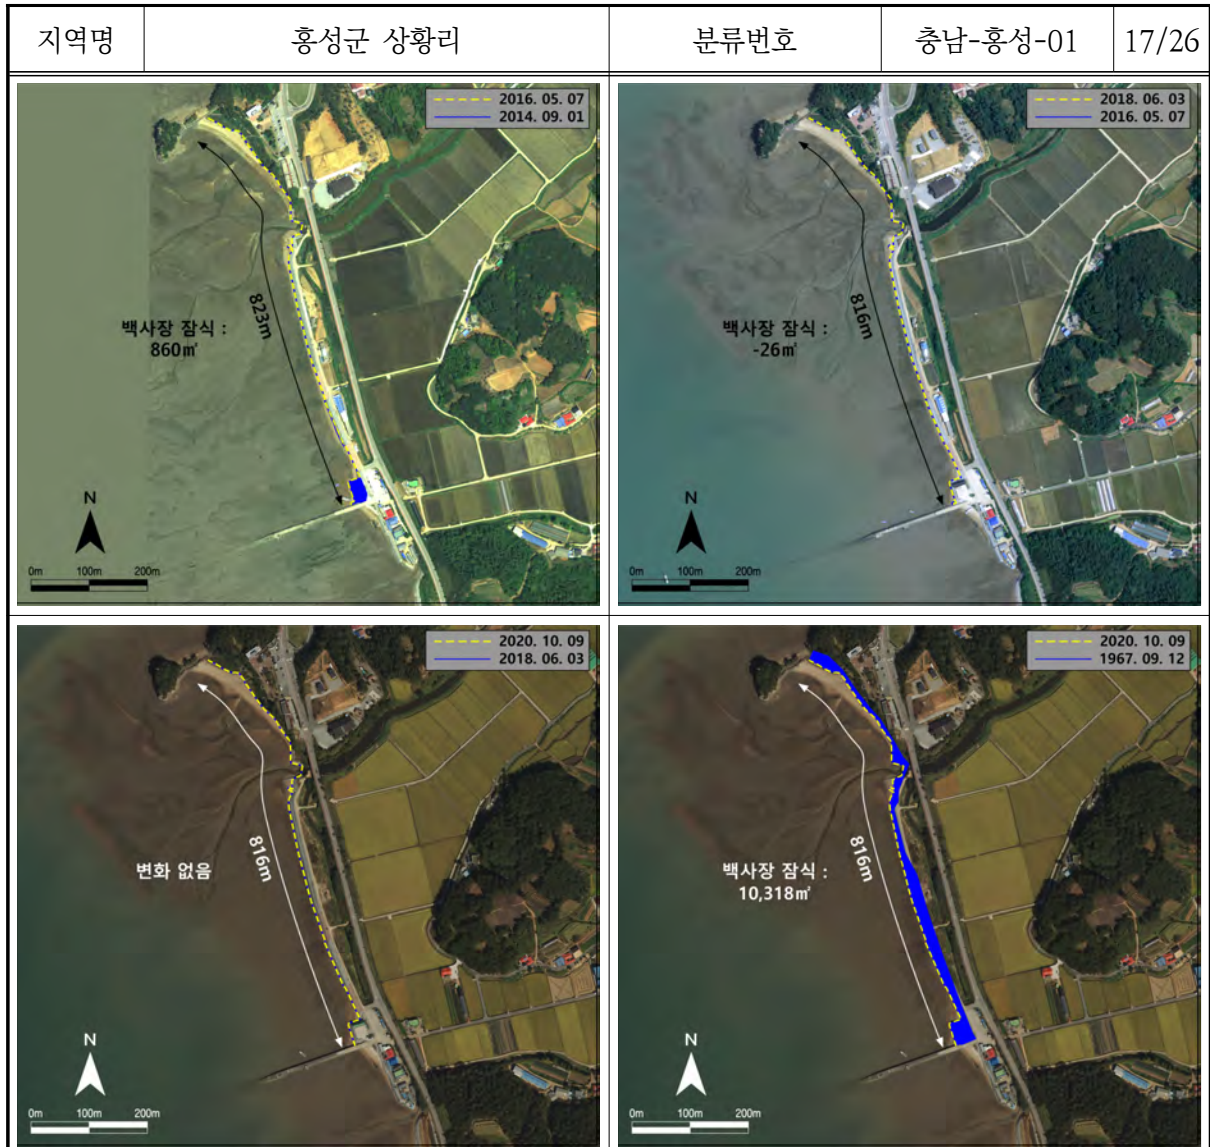 지역명 홍성군 상황리 분류번호 충남-홍성-01 17/26
2016. 05. 07
2014. 09. 01
823m
백사장 잠식 :
860㎡
N
0m 100m 200m
2018. 06. 03
2016. 05. 07
816m
백사장 잠식 :
-26㎡
N
0m 100m 200m
2020. 10. 09
2018. 06. 03
816m
변화 없음
N
0m 100m 200m
2020. 10. 09
1967. 09. 12
816m
백사장 잠식 :
10,318㎡
N
0m 100m 200m